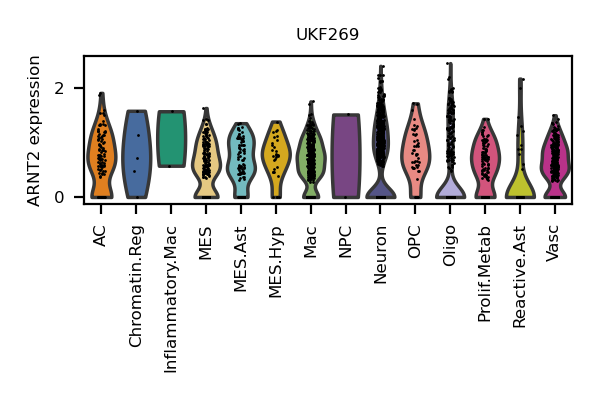 UKF269
ARNT2 expression
2
0
AC
Chromatin.Reg
Inflammatory.Mac
MES
MES.Ast
MES.Hyp
Mac
NPC
Neuron
OPC
Oligo
Prolif.Metab
Reactive.Ast
Vasc